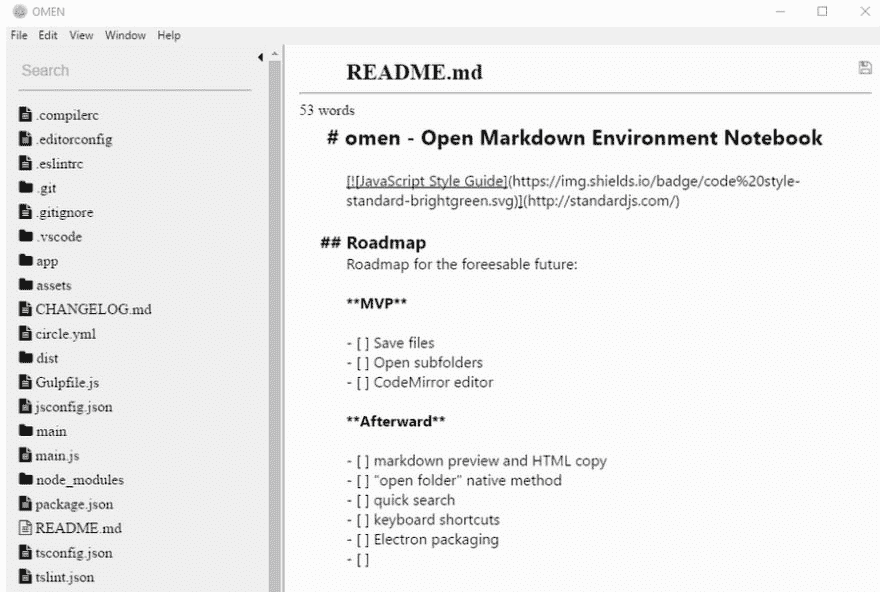 OMEN
File Edit View Window Help
Search
.compilerc
.editorconfig
.eslintrc
.git
.gitignore
.vscode
app
assets
CHANGELOG.md
circle.yml
dist
Gulpfile.js
jsconfig.json
main
main.js
node_modules
package.json
README.md
tsconfig.json
tslint.json
README.md
53 words
# omen - Open Markdown Environment Notebook
[![JavaScript Style Guide](https://img.shields.io/badge/code%20style-
standard-brightgreen.svg)](http://standardjs.com/)
## Roadmap
Roadmap for the foreesable future:
**MVP**
- [ ] Save files
- [ ] Open subfolders
- [ ] CodeMirror editor
**Afterward**
- [ ] markdown preview and HTML copy
- [ ] "open folder" native method
- [ ] quick search
- [ ] keyboard shortcuts
- [ ] Electron packaging
- [ ]